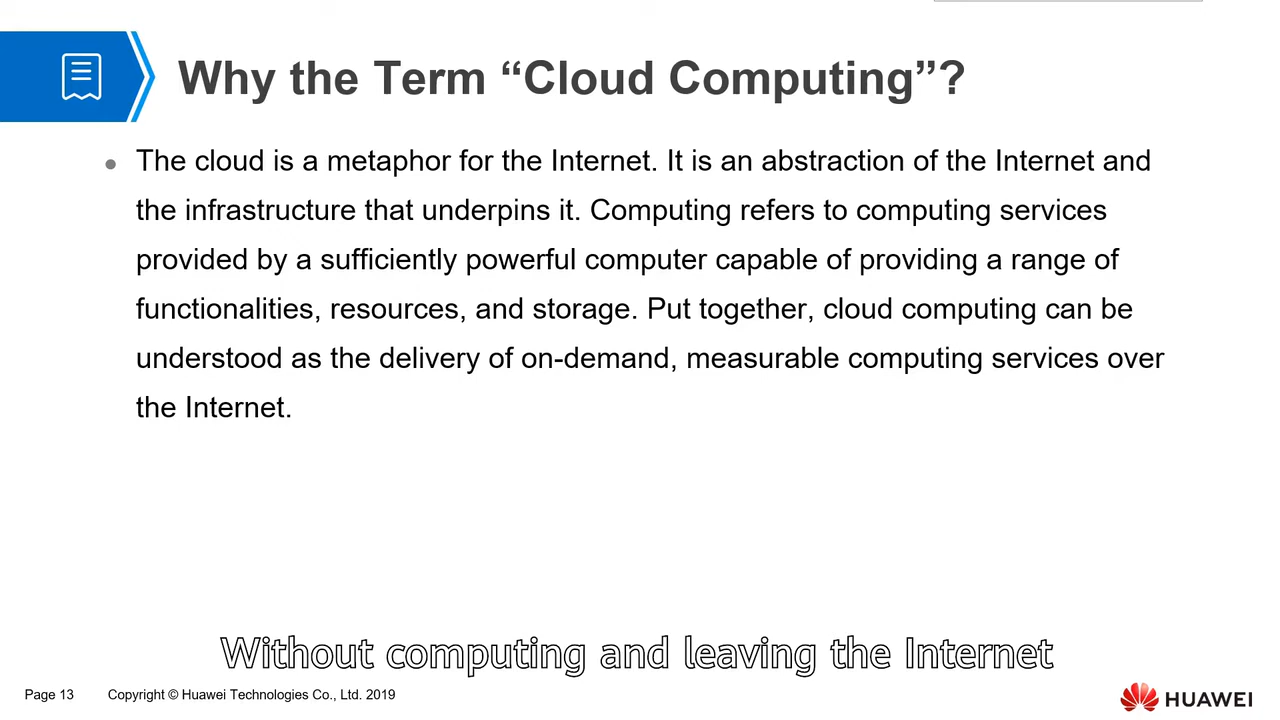 Why the Term “Cloud Computing”?
The cloud is a metaphor for the Internet. It is an abstraction of the Internet and
the infrastructure that underpins it. Computing refers to computing services
provided by a sufficiently powerful computer capable of providing a range of
functionalities, resources, and storage. Put together, cloud computing can be
understood as the delivery of on-demand, measurable computing services over
the Internet.
Without computing and leaving the Internet
Page 13 Copyright © Huawei Technologies Co., Ltd. 2019
HUAWEI